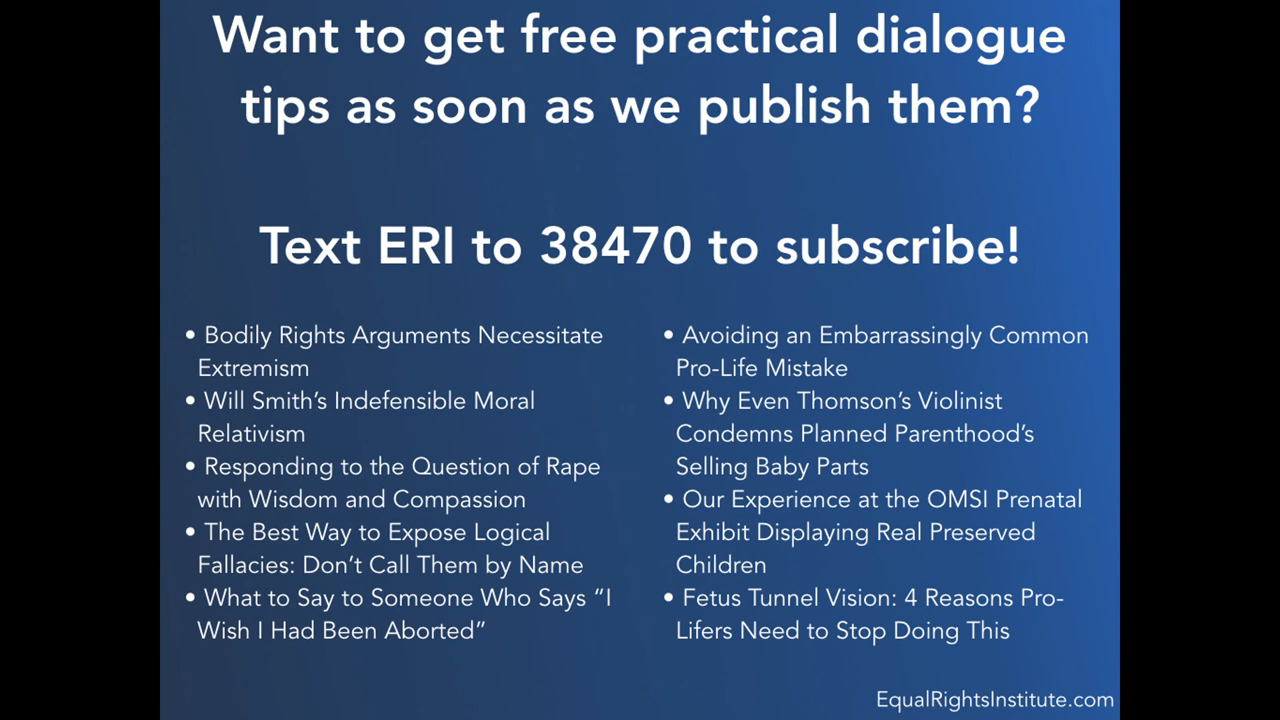 Want to get free practical dialogue
tips as soon as we publish them?
Text ERI to 38470 to subscribe!
• Bodily Rights Arguments Necessitate
Extremism
• Will Smith’s Indefensible Moral
Relativism
• Responding to the Question of Rape
with Wisdom and Compassion
• The Best Way to Expose Logical
Fallacies: Don’t Call Them by Name
• What to Say to Someone Who Says “I
Wish I Had Been Aborted”
• Avoiding an Embarrassingly Common
Pro-Life Mistake
• Why Even Thomson’s Violinist
Condemns Planned Parenthood’s
Selling Baby Parts
• Our Experience at the OMSI Prenatal
Exhibit Displaying Real Preserved
Children
• Fetus Tunnel Vision: 4 Reasons Pro-
Lifers Need to Stop Doing This
EqualRightsInstitute.com